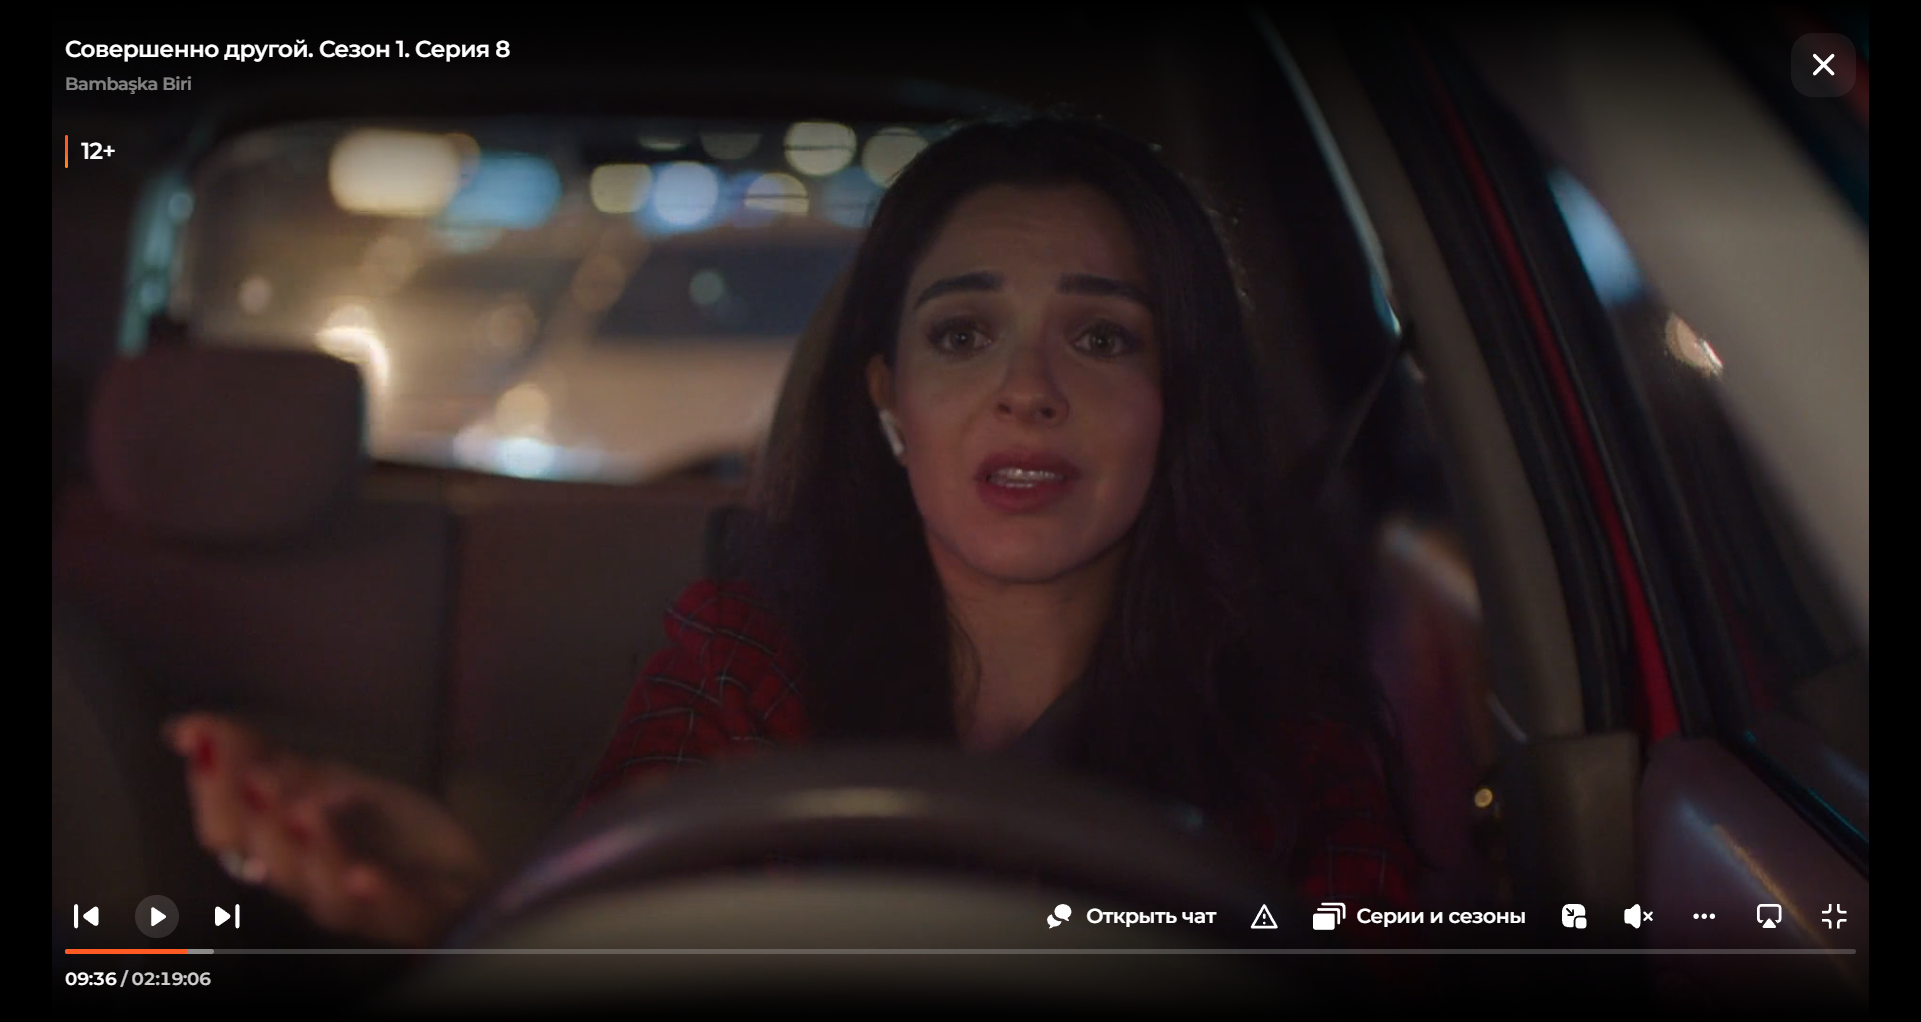 Совершенно другой. Сезон 1. Серия 8
Bambaşka Biri
12+
Открыть чат
Серии и сезоны
09:36 / 02:19:06